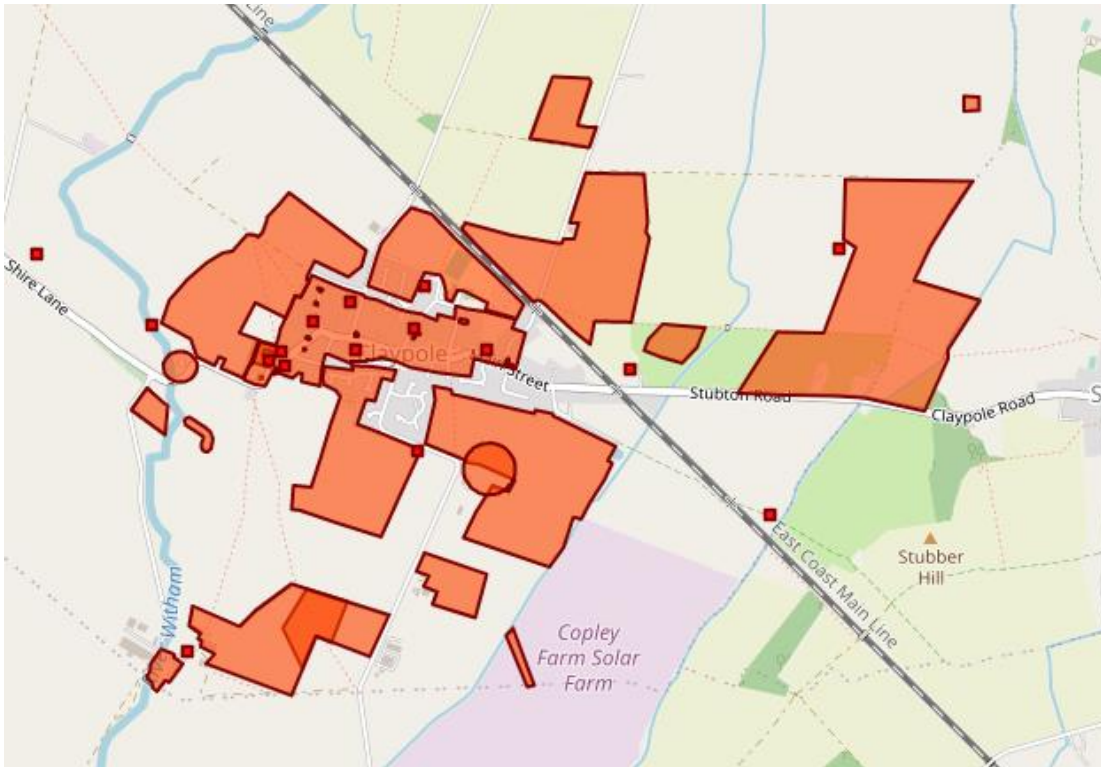 Line
Shire Lane
Claypole
Street
Stubton Road
Claypole Road
S
East Coast Main Line
Stubber
Hill
River Witham
Copley
Farm Solar
Farm